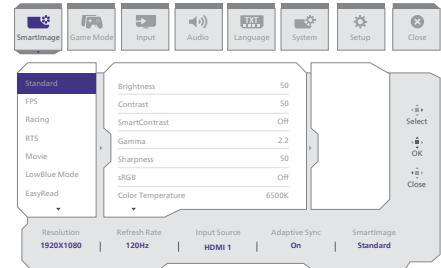 SmartImage
Game Mode
Input
Audio
TXT
Language
System
Setup
Close
Standard
FPS
Racing
RTS
Movie
LowBlue Mode
EasyRead
Brightness 50
Contrast 50
SmartContrast Off
Gamma 2.2
Sharpness 50
sRGB Off
Color Temperature 6500K
Select
OK
Close
Resolution
1920X1080
Refresh Rate
120Hz
Input Source
HDMI 1
Adaptive Sync
On
SmartImage
Standard